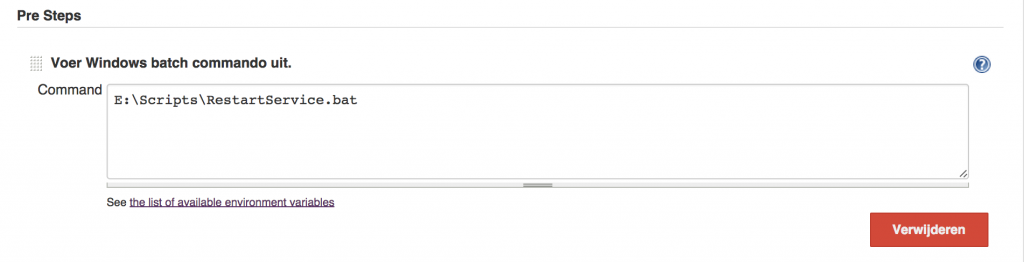 Pre Steps
Voer Windows batch commando uit.
Command
E:\Scripts\RestartService.bat
See the list of available environment variables
Verwijderen